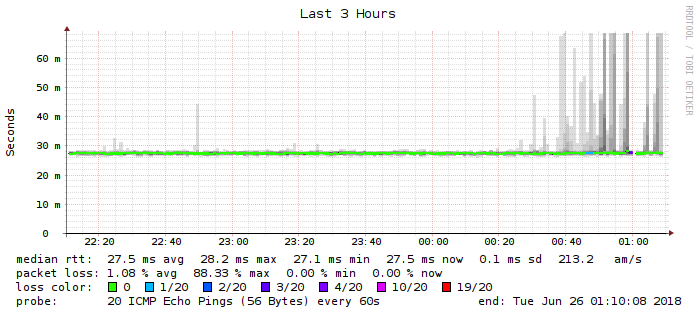 Last 3 Hours
RRDTOOL / TOBI OETIKER
Seconds
60 m
50 m
40 m
30 m
20 m
10 m
0
22:20 22:40 23:00 23:20 23:40 00:00 00:20 00:40 01:00
median rtt: 27.5 ms avg 28.2 ms max 27.1 ms min 27.5 ms now 0.1 ms sd 213.2 am/s
packet loss: 1.08 % avg 88.33 % max 0.00 % min 0.00 % now
loss color: 0 1/20 2/20 3/20 4/20 10/20 19/20
probe: 20 ICMP Echo Pings (56 Bytes) every 60s end: Tue Jun 26 01:10:08 2018